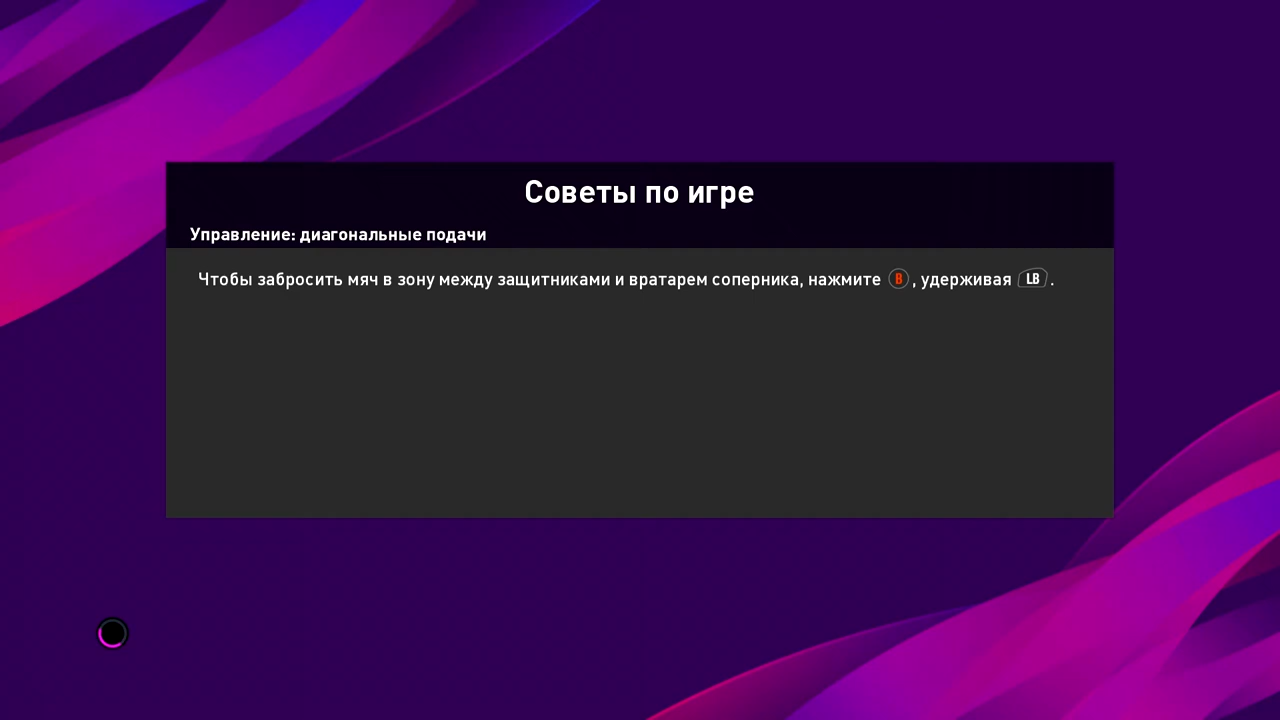 Советы по игре
Управление: диагональные подачи
Чтобы забросить мяч в зону между защитниками и вратарем соперника, нажмите B, удерживая LB.